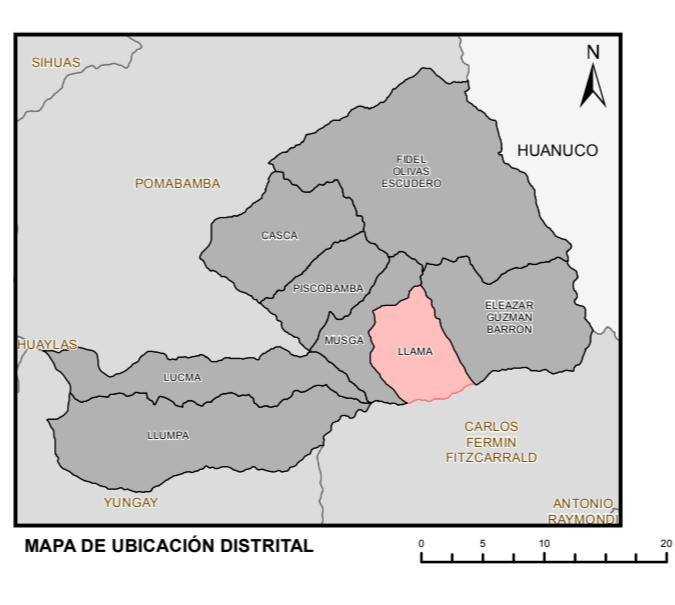 SIHUAS
N
HUANUCO
FIDEL
OLIVAS
ESCUDERO
POMABAMBA
CASCA
PISCOBAMBA
ELEAZAR
GUZMAN
BARRON
HUAYLAS
MUSGA
LLAMA
LUCMA
LLUMPA
CARLOS
FERMIN
FITZCARRALD
YUNGAY
ANTONIO
RAYMONDI
MAPA DE UBICACIÓN DISTRITAL
0 5 10 20